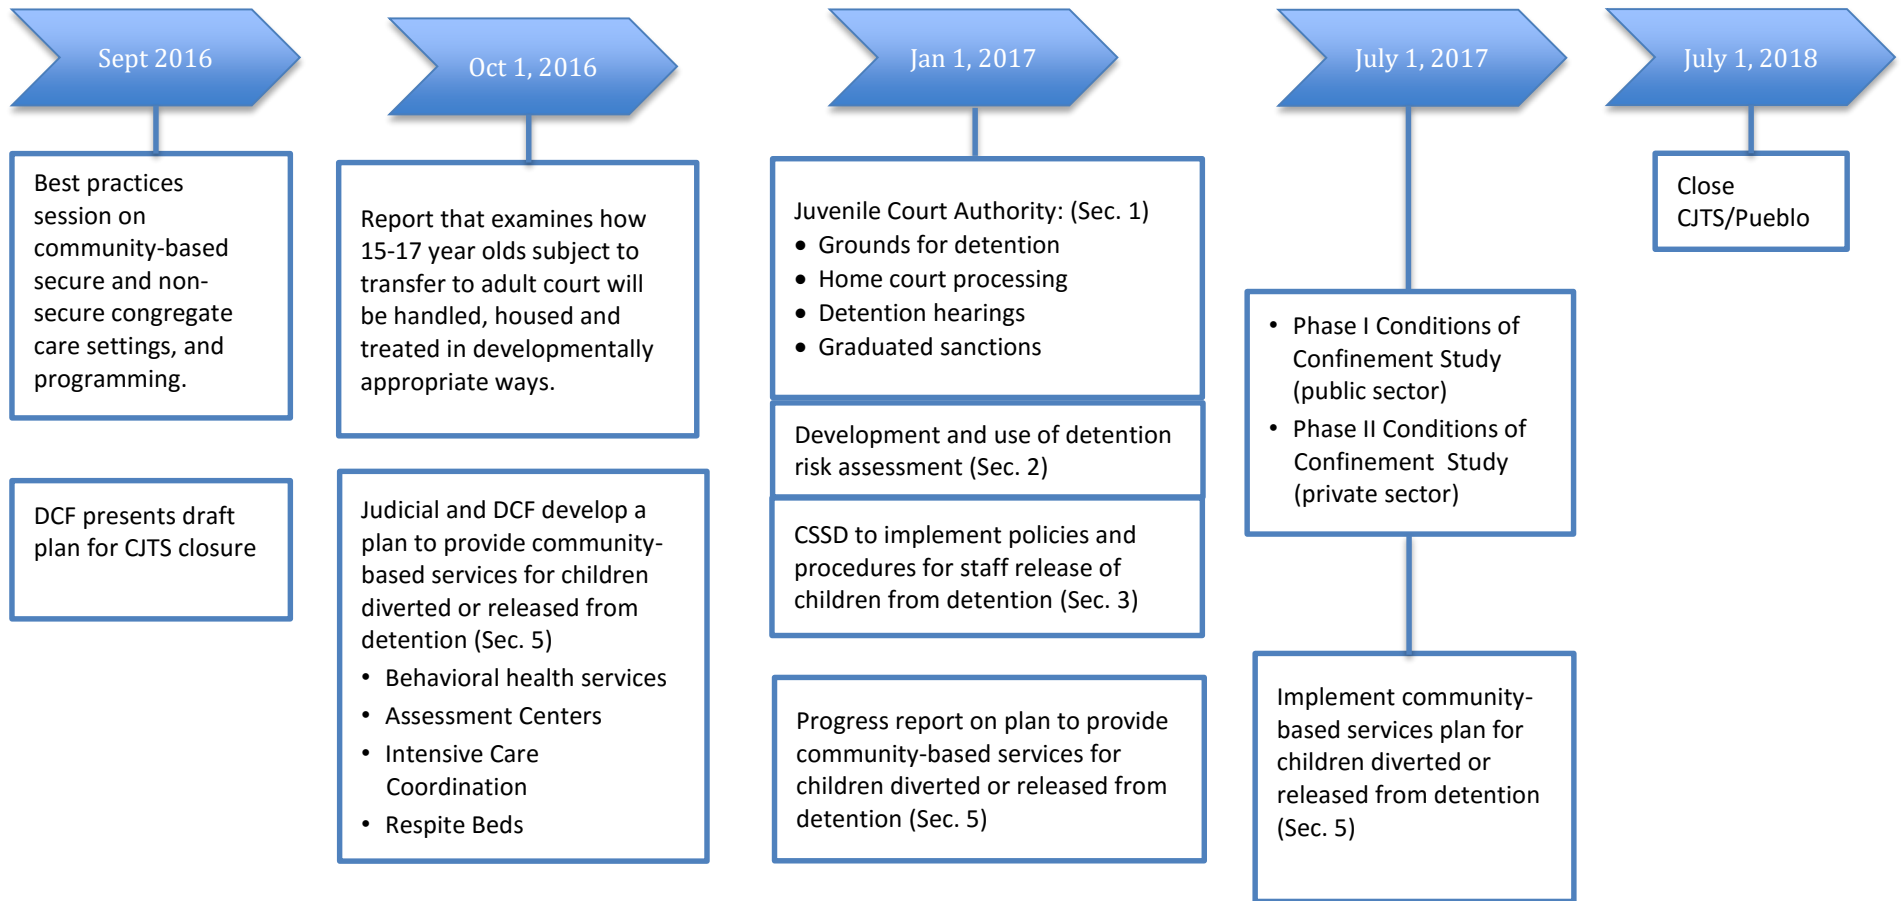 Sept 2016
Best practices
session on
community-based
secure and non-
secure congregate
care settings, and
programming.
DCF presents draft
plan for CJTS closure
Oct 1, 2016
Report that examines how
15-17 year olds subject to
transfer to adult court will
be handled, housed and
treated in developmentally
appropriate ways.
Judicial and DCF develop a
plan to provide community-
based services for children
diverted or released from
detention (Sec. 5)
• Behavioral health services
• Assessment Centers
• Intensive Care
Coordination
• Respite Beds
Jan 1, 2017
Juvenile Court Authority: (Sec. 1)
• Grounds for detention
• Home court processing
• Detention hearings
• Graduated sanctions
Development and use of detention
risk assessment (Sec. 2)
CSSD to implement policies and
procedures for staff release of
children from detention (Sec. 3)
Progress report on plan to provide
community-based services for
children diverted or released from
detention (Sec. 5)
July 1, 2017
• Phase I Conditions of
Confinement Study
(public sector)
• Phase II Conditions of
Confinement Study
(private sector)
Implement community-
based services plan for
children diverted or
released from detention
(Sec. 5)
July 1, 2018
Close
CJTS/Pueblo